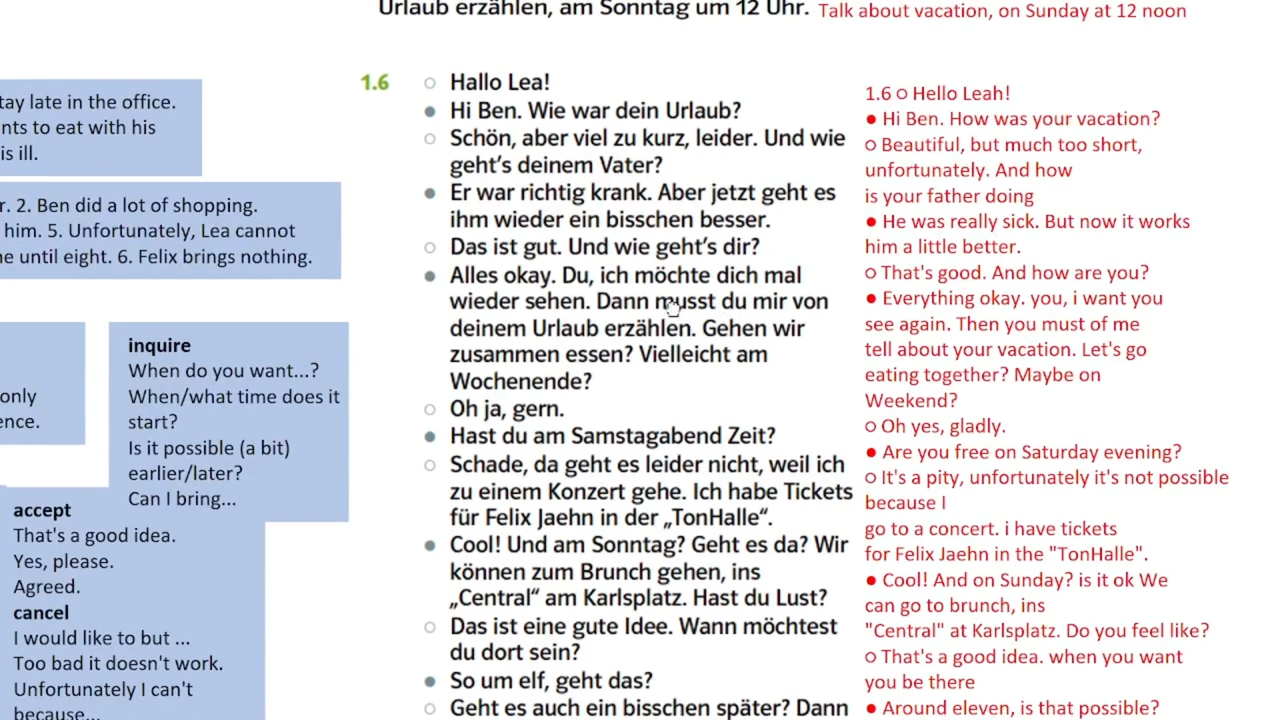 Urlaub erzählen, am Sonntag um 12 Uhr. Talk about vacation, on Sunday at 12 noon
tay late in the office.
nts to eat with his
is ill.
r. 2. Ben did a lot of shopping.
him. 5. Unfortunately, Lea cannot
ne until eight. 6. Felix brings nothing.
only
ence.
inquire
When do you want...?
When/what time does it
start?
Is it possible (a bit)
earlier/later?
Can I bring...
accept
That's a good idea.
Yes, please.
Agreed.
cancel
I would like to but ...
Too bad it doesn't work.
Unfortunately I can't
because...
1.6 ○ Hallo Lea!
● Hi Ben. Wie war dein Urlaub?
○ Schön, aber viel zu kurz, leider. Und wie
geht's deinem Vater?
● Er war richtig krank. Aber jetzt geht es
ihm wieder ein bisschen besser.
○ Das ist gut. Und wie geht's dir?
● Alles okay. Du, ich möchte dich mal
wieder sehen. Dann musst du mir von
deinem Urlaub erzählen. Gehen wir
zusammen essen? Vielleicht am
Wochenende?
○ Oh ja, gern.
● Hast du am Samstagabend Zeit?
○ Schade, da geht es leider nicht, weil ich
zu einem Konzert gehe. Ich habe Tickets
für Felix Jaehn in der „TonHalle“.
● Cool! Und am Sonntag? Geht es da? Wir
können zum Brunch gehen, ins
„Central“ am Karlsplatz. Hast du Lust?
○ Das ist eine gute Idee. Wann möchtest
du dort sein?
● So um elf, geht das?
○ Geht es auch ein bisschen später? Dann
1.6 ○ Hello Leah!
● Hi Ben. How was your vacation?
○ Beautiful, but much too short,
unfortunately. And how
is your father doing
● He was really sick. But now it works
him a little better.
○ That's good. And how are you?
● Everything okay. you, i want you
see again. Then you must of me
tell about your vacation. Let's go
eating together? Maybe on
Weekend?
○ Oh yes, gladly.
● Are you free on Saturday evening?
○ It's a pity, unfortunately it's not possible
because I
go to a concert. i have tickets
for Felix Jaehn in the "TonHalle".
● Cool! And on Sunday? is it ok We
can go to brunch, ins
"Central" at Karlsplatz. Do you feel like?
○ That's a good idea. when you want
you be there
● Around eleven, is that possible?